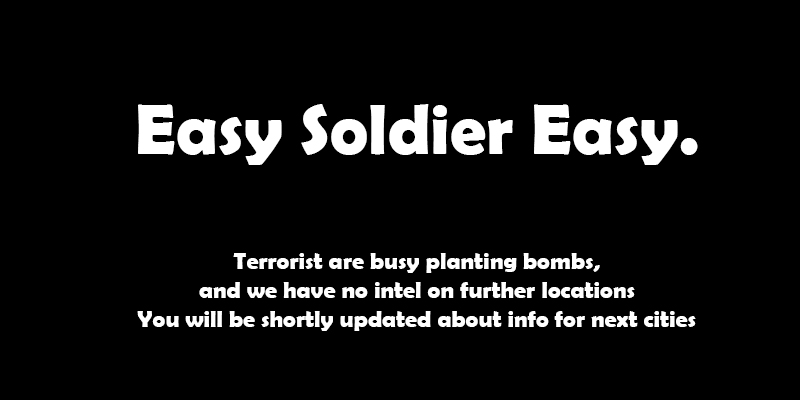 Easy Soldier Easy.
Terrorist are busy planting bombs,
and we have no intel on further locations
You will be shortly updated about info for next cities